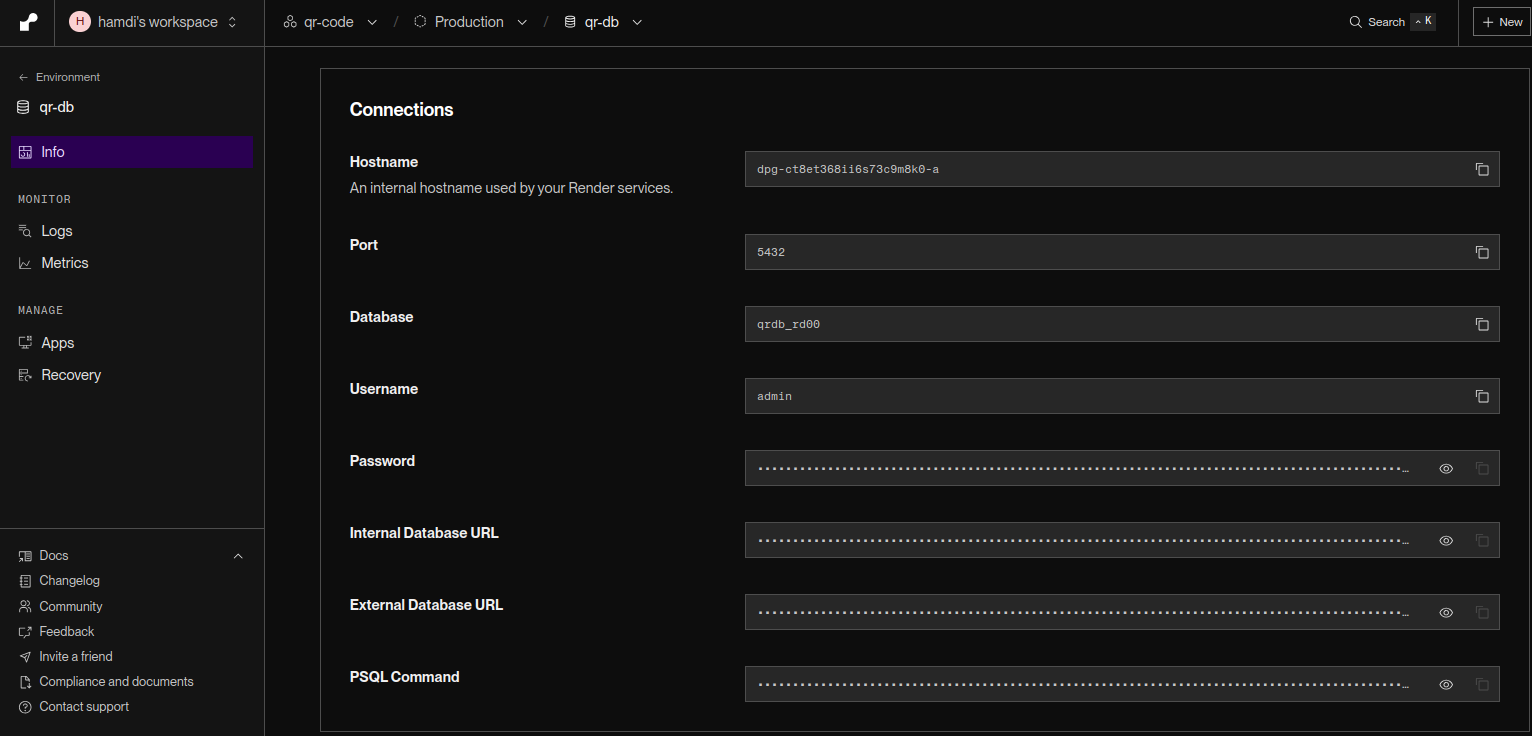 H hamdi's workspace
qr-code / Production / qr-db
Search ^ K
+ New
← Environment
qr-db
Info
MONITOR
Logs
Metrics
MANAGE
Apps
Recovery
Docs
Changelog
Community
Feedback
Invite a friend
Compliance and documents
Contact support
Connections
Hostname
An internal hostname used by your Render services.
dpg-ct8et368ii6s73c9m8k0-a
Port
5432
Database
qrdb_rd00
Username
admin
Password
Internal Database URL
External Database URL
PSQL Command